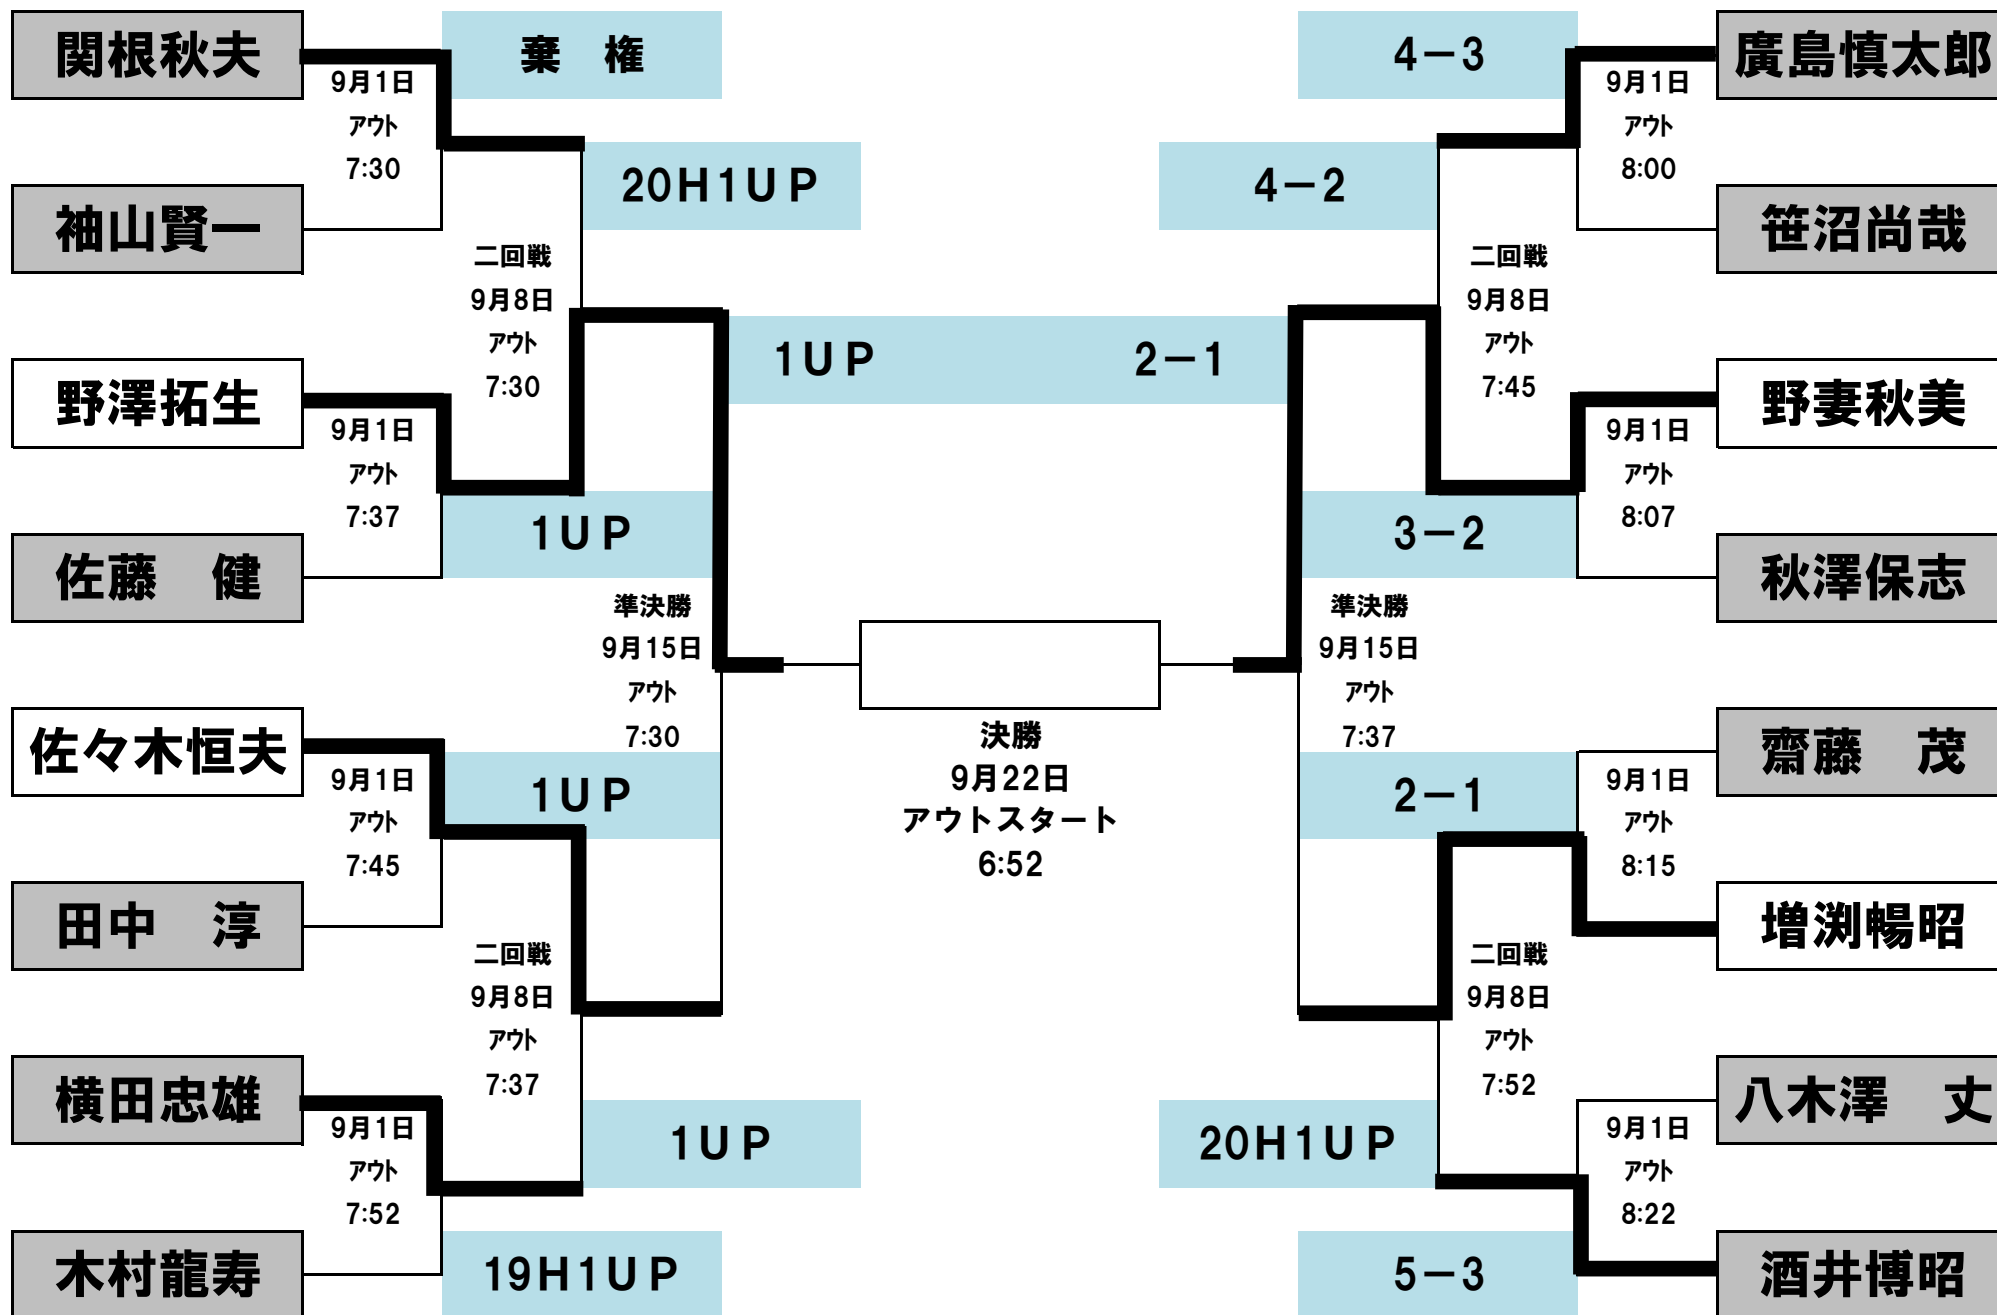 関根秋夫
9月1日
アウト
7:30
袖山賢一
棄　権
20H1UP
二回戦
9月8日
アウト
7:30
野澤拓生
9月1日
アウト
7:37
佐藤　健
1UP
1UP
準決勝
9月15日
アウト
7:30
佐々木恒夫
9月1日
アウト
7:45
田中　淳
1UP
二回戦
9月8日
アウト
7:37
横田忠雄
9月1日
アウト
7:52
木村龍寿
19H1UP
1UP
決勝
9月22日
アウトスタート
6:52
4－3
廣島慎太郎
9月1日
アウト
8:00
笹沼尚哉
4－2
二回戦
9月8日
アウト
7:45
2－1
野妻秋美
9月1日
アウト
8:07
秋澤保志
3－2
準決勝
9月15日
アウト
7:37
齋藤　茂
2－1
9月1日
アウト
8:15
増渕暢昭
二回戦
9月8日
アウト
7:52
八木澤　丈
20H1UP
9月1日
アウト
8:22
酒井博昭
5－3